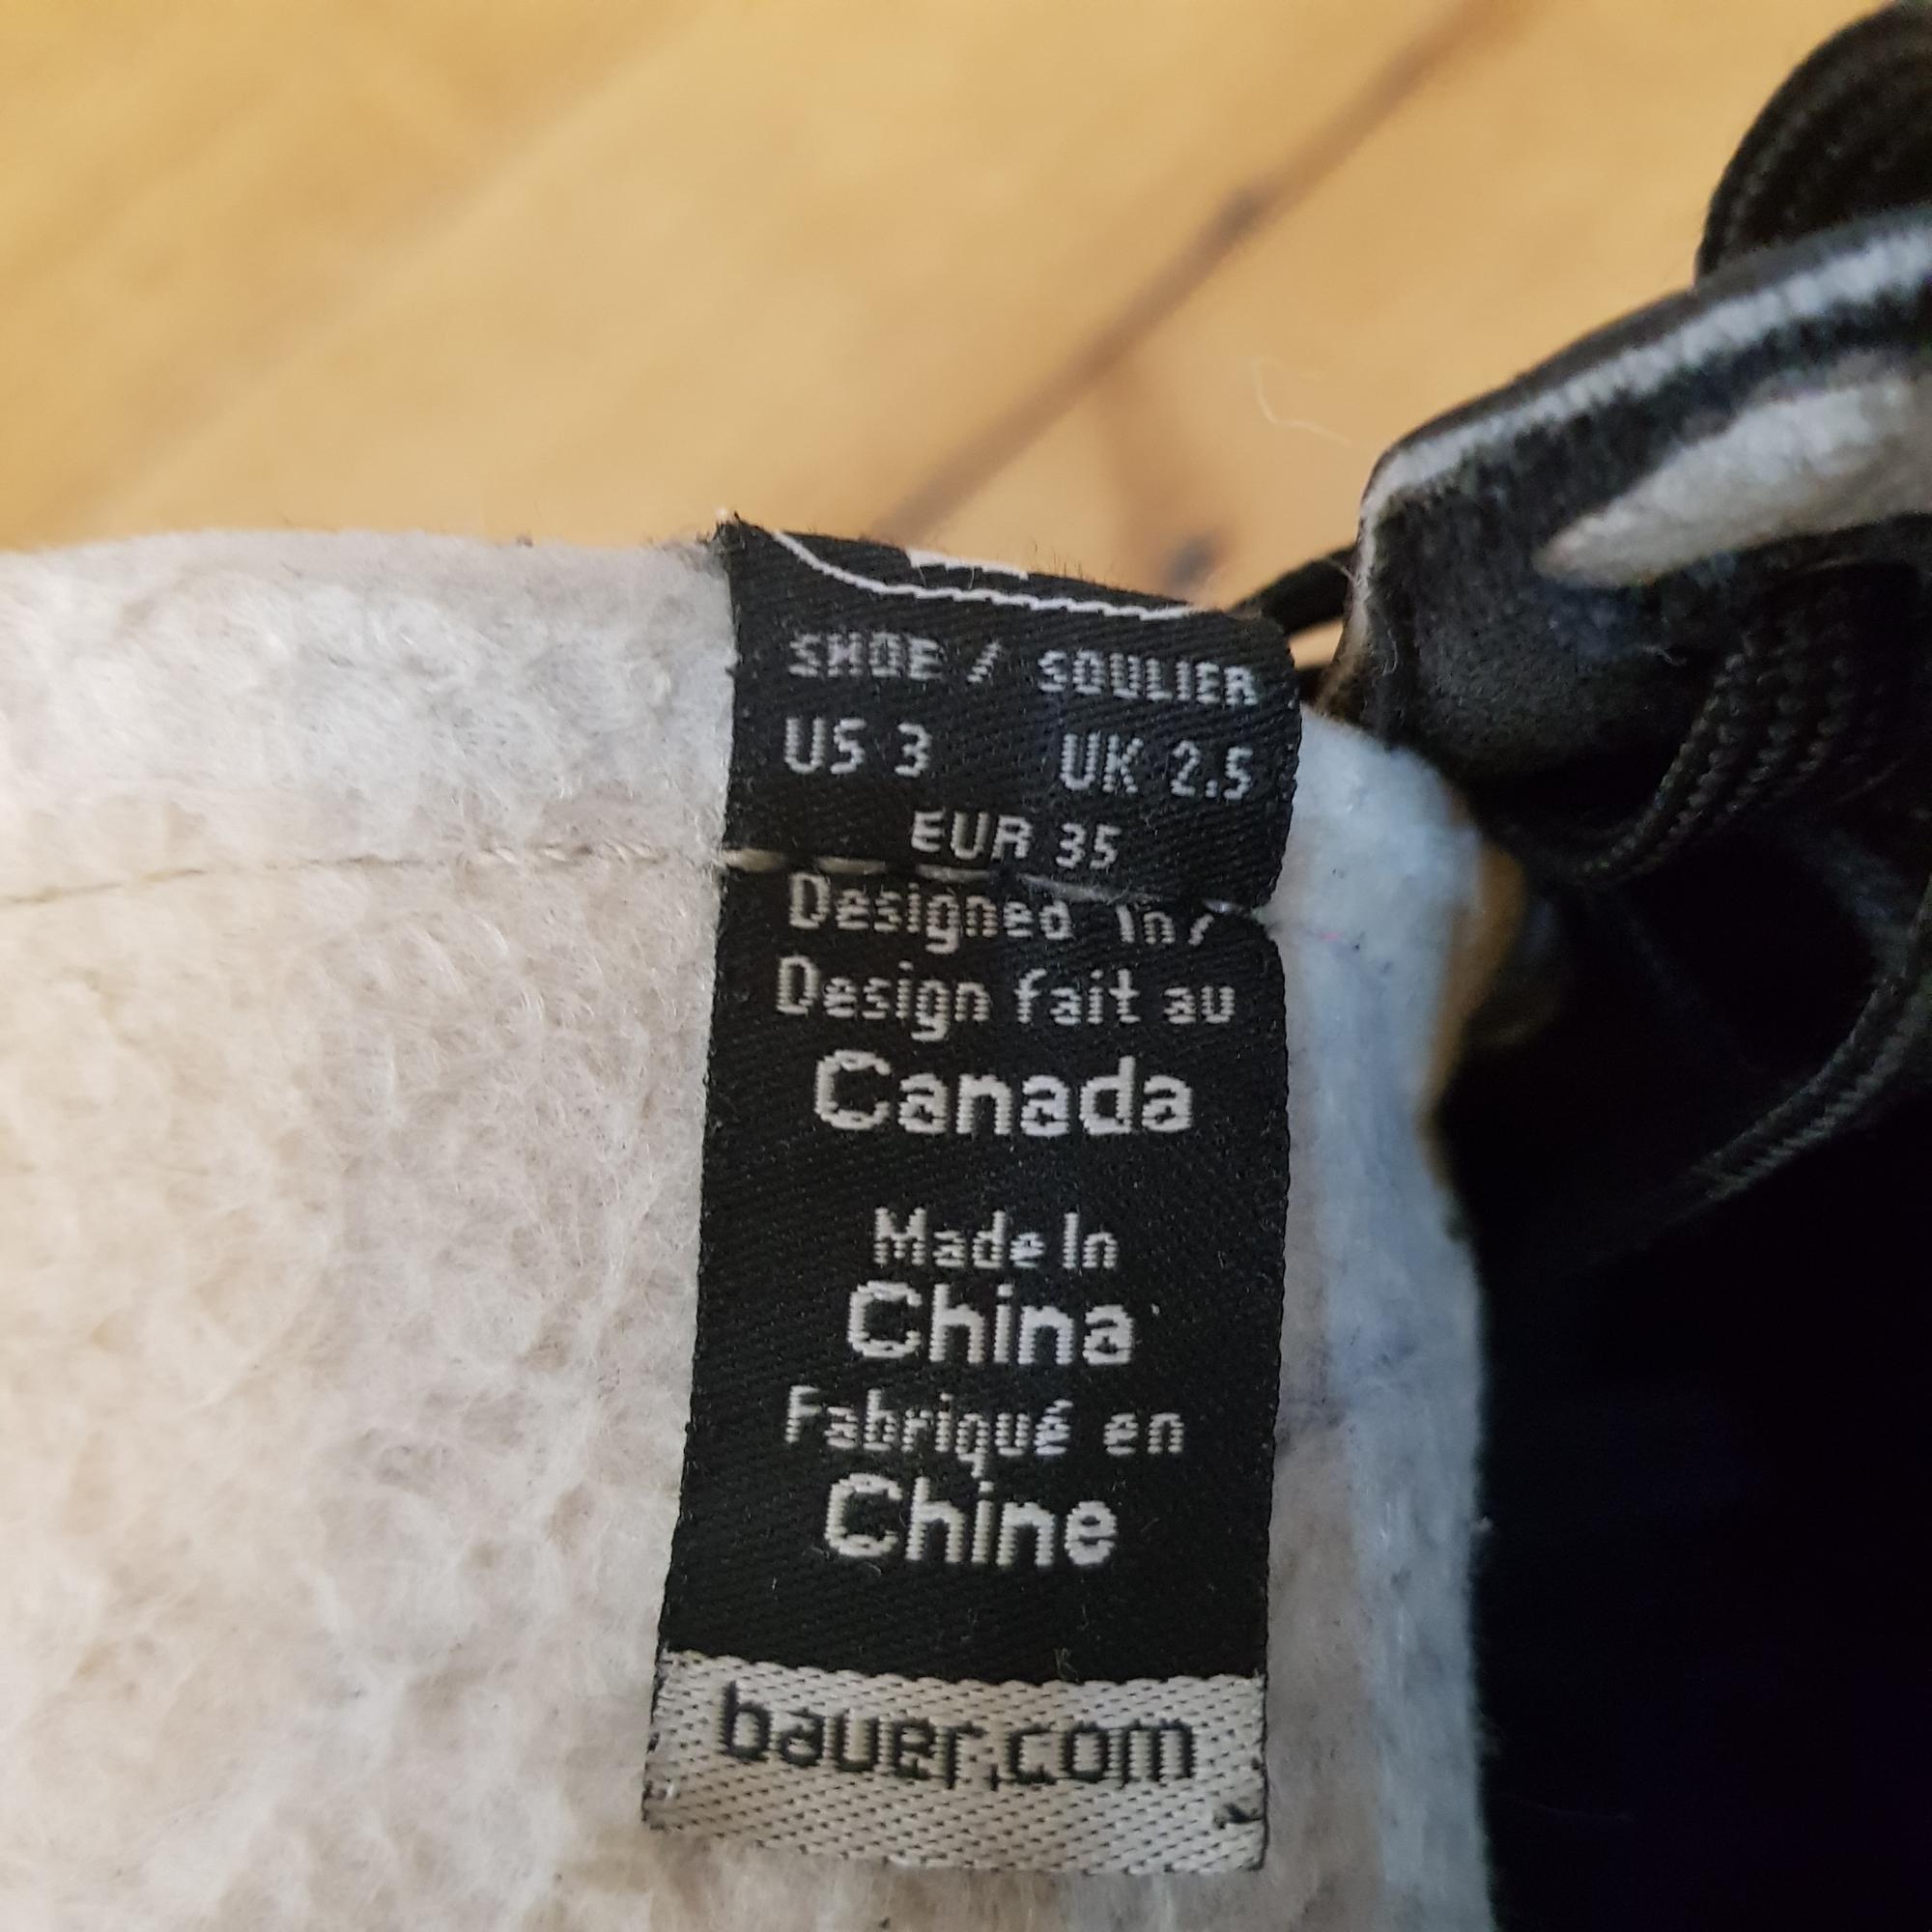 SHOE / SOULIER
US 3 UK 2.5
EUR 35
Designed in/
Design fait au
Canada
Made In
China
Fabriqué en
Chine
bauer.com